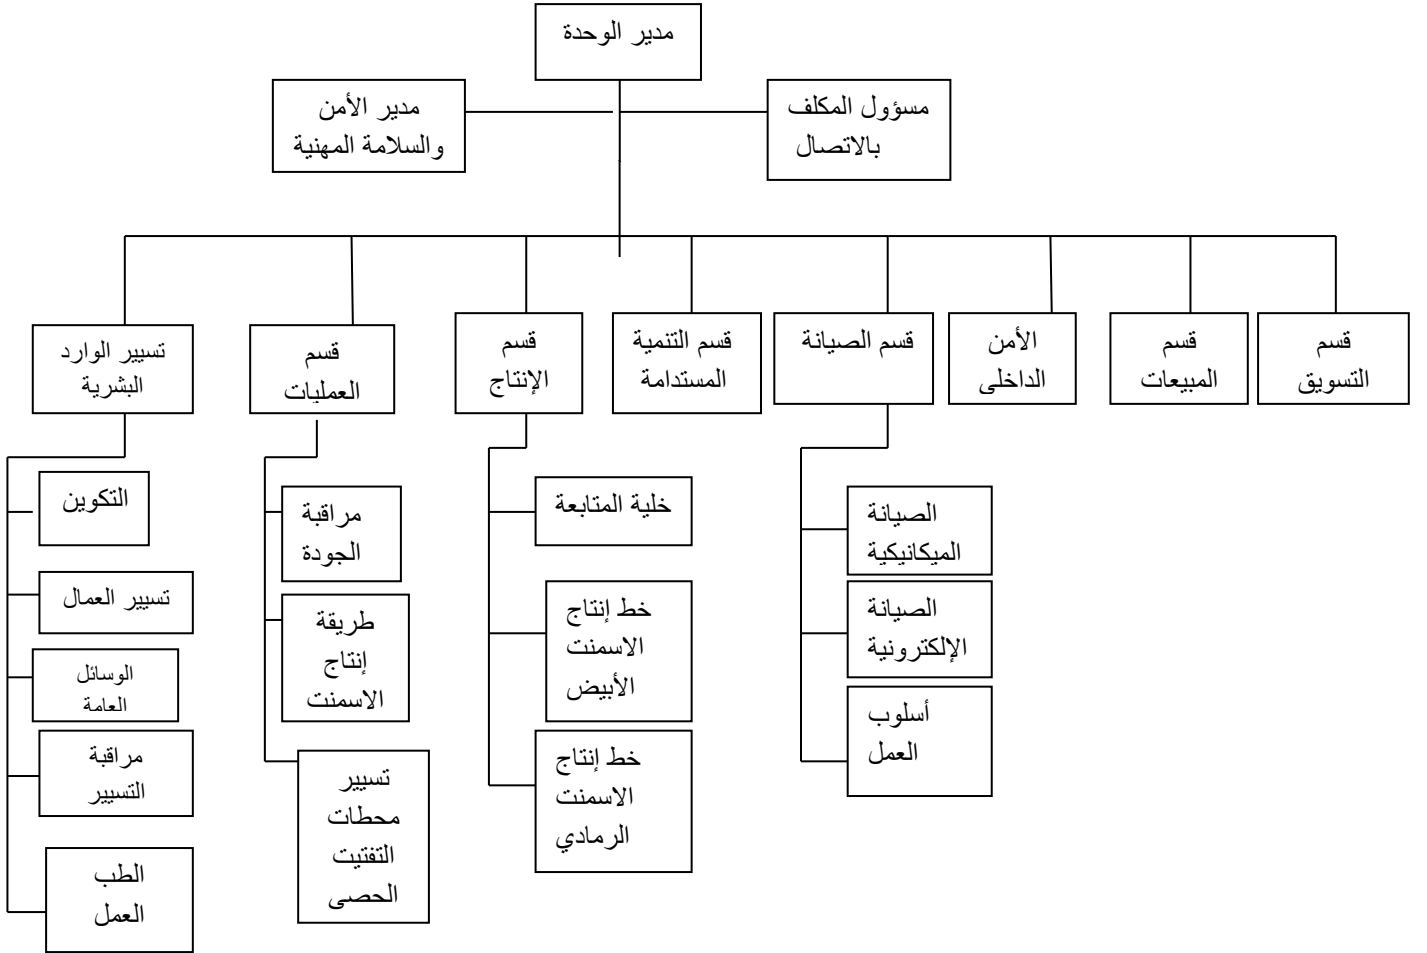 مدير الوحدة
مسؤول المكلف
بالاتصال
مدير الأمن
والسلامة المهنية
قسم
التسويق
قسم
المبيعات
الأمن
الداخلي
قسم الصيانة
قسم التنمية
المستدامة
قسم
الإنتاج
قسم
العمليات
تسيير الوارد
البشرية
الصيانة
الميكانيكية
الصيانة
الإلكترونية
أسلوب
العمل
خلية المتابعة
خط إنتاج
الاسمنت
الأبيض
خط إنتاج
الاسمنت
الرمادي
مراقبة
الجودة
طريقة
إنتاج
الاسمنت
تسيير
محطات
التفتيت
الحصى
التكوين
تسيير العمال
الوسائل
العامة
مراقبة
التسيير
الطب
العمل